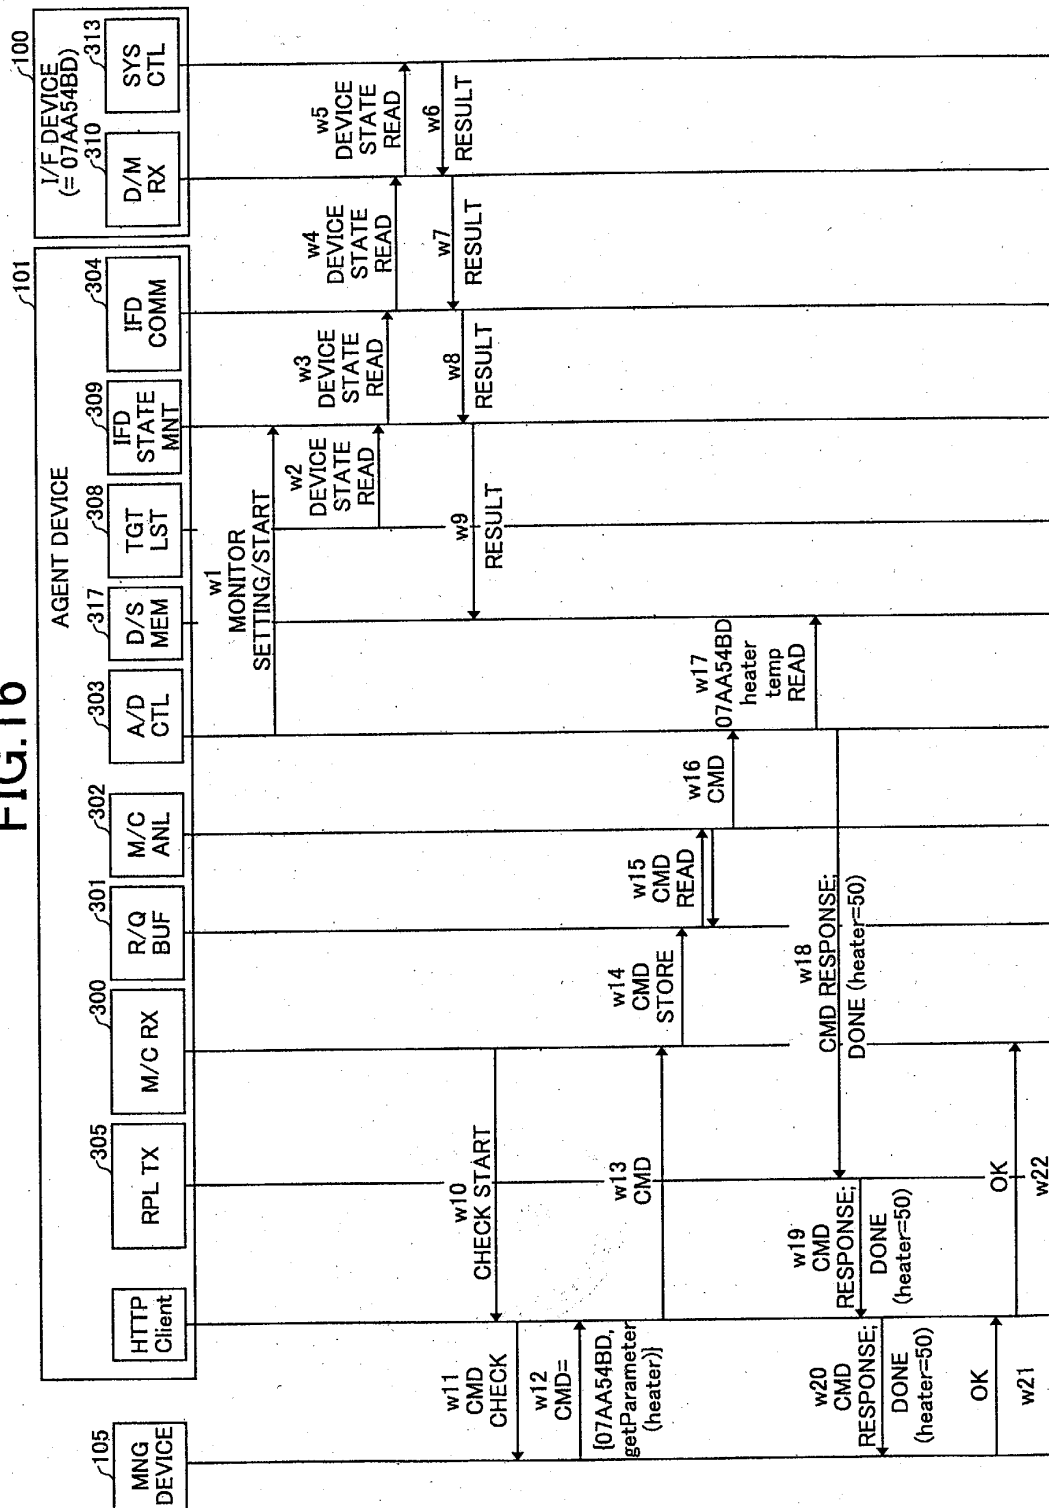 FIG.16
105
MNG
DEVICE
AGENT DEVICE
101
HTTP
Client
305
RPL TX
300
M/C RX
301
R/Q
BUF
302
M/C
ANL
303
A/D
CTL
317
D/S
MEM
308
TGT
LST
309
IFD
STATE
MNT
304
IFD
COMM
100
I/F DEVICE
(= 07AA54BD)
310
D/M
RX
313
SYS
CTL
w1
MONITOR
SETTING/START
w2
DEVICE
STATE
READ
w3
DEVICE
STATE
READ
w4
DEVICE
STATE
READ
w5
DEVICE
STATE
READ
w6
RESULT
w7
RESULT
w8
RESULT
w9
RESULT
w10
CHECK START
w11
CMD
CHECK
w12
CMD=
[07AA54BD,
getParameter
(heater)}
w13
CMD
w14
CMD
STORE
w15
CMD
READ
w16
CMD
w17
07AA54BD
heater
temp
READ
w18
CMD RESPONSE;
DONE (heater=50)
w19
CMD
RESPONSE;
DONE
(heater=50)
w20
CMD
RESPONSE;
DONE
(heater=50)
OK
w21
OK
w22